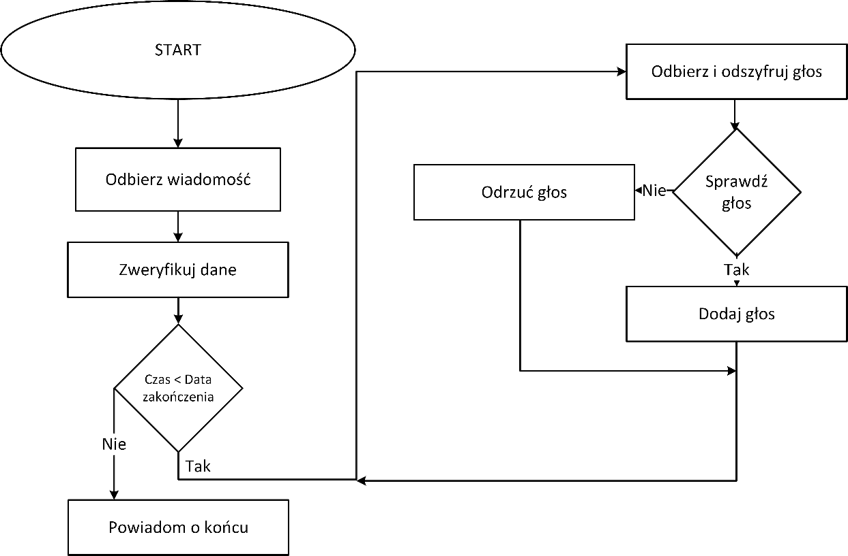 START
Odbierz wiadomość
Zweryfikuj dane
Czas < Data
zakończenia
Nie
Tak
Powiadom o końcu
Odbierz i odszyfruj głos
Sprawdź
głos
Nie
Odrzuć głos
Tak
Dodaj głos